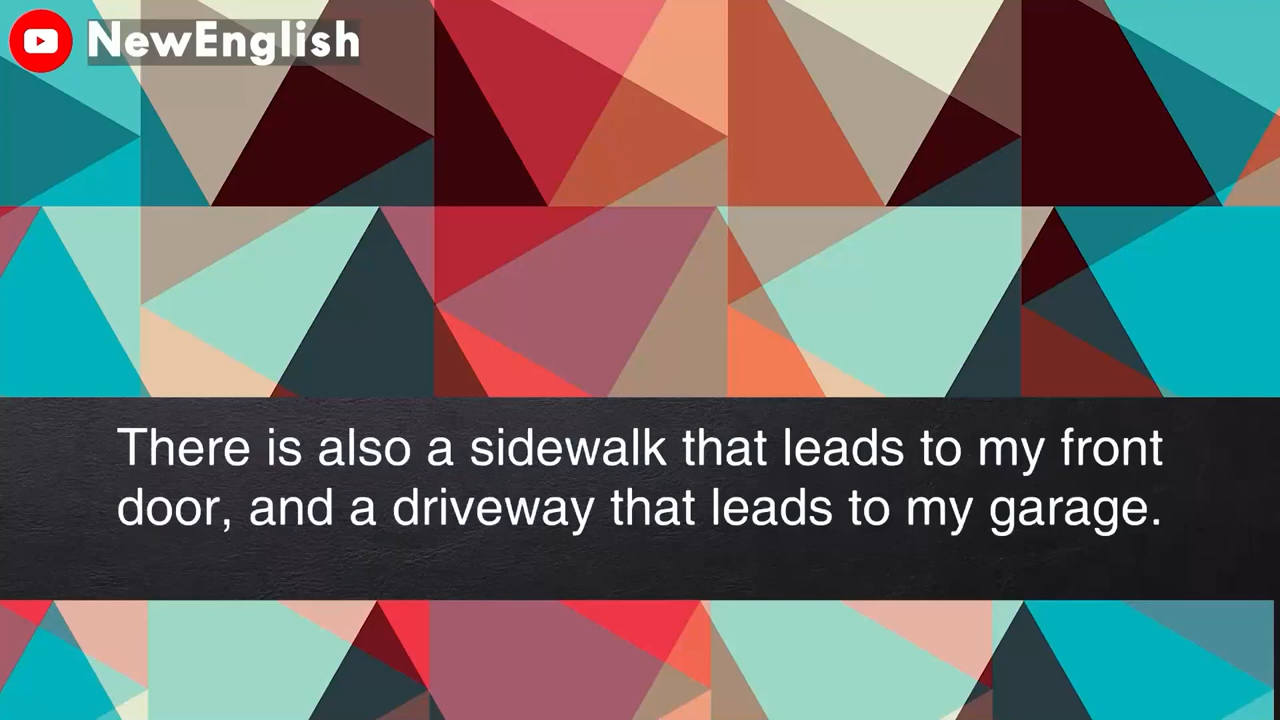 NewEnglish
There is also a sidewalk that leads to my front
door, and a driveway that leads to my garage.